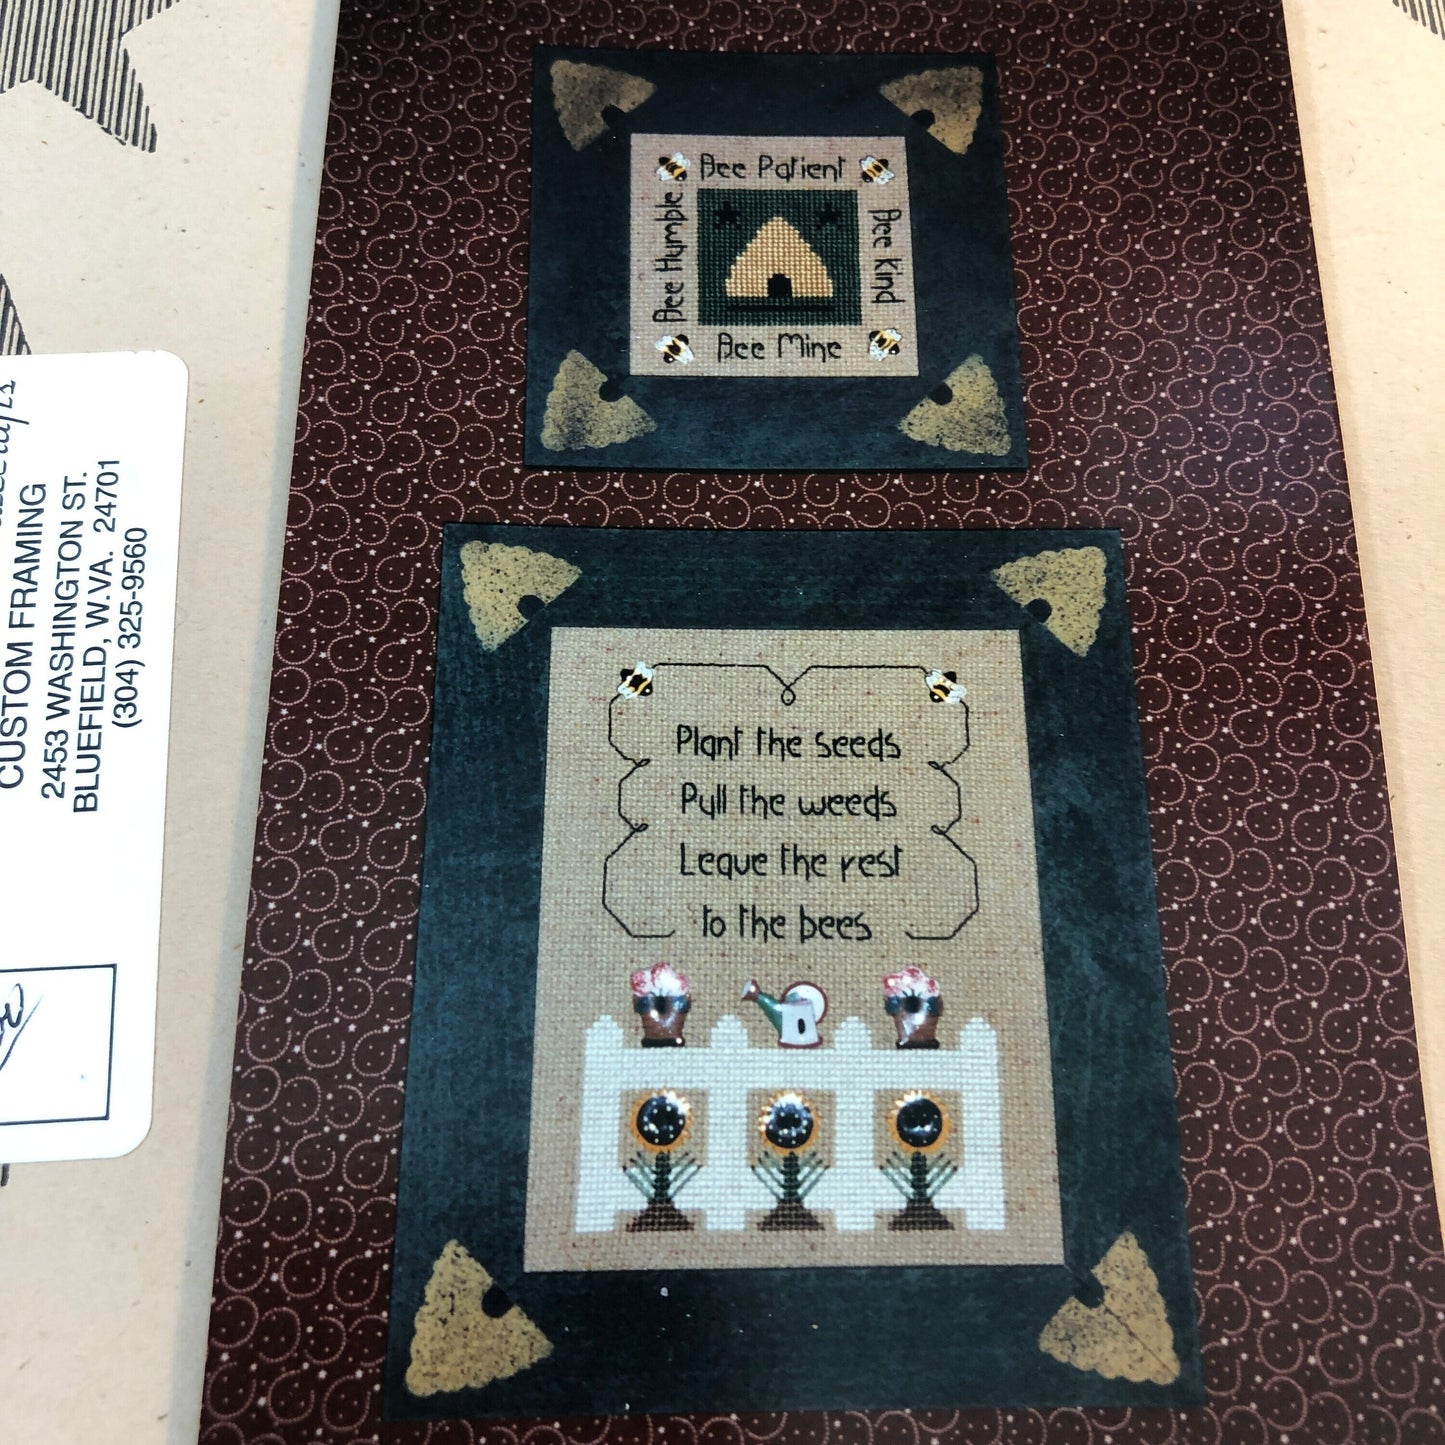 Bee Patient
Bee Humble
Bee Kind
Bee Mine
Plant the seeds
Pull the weeds
Leave the rest
to the bees
CUSTOM FRAMING
2453 WASHINGTON ST.
BLUEFIELD, W.VA. 24701
(304) 325-9560